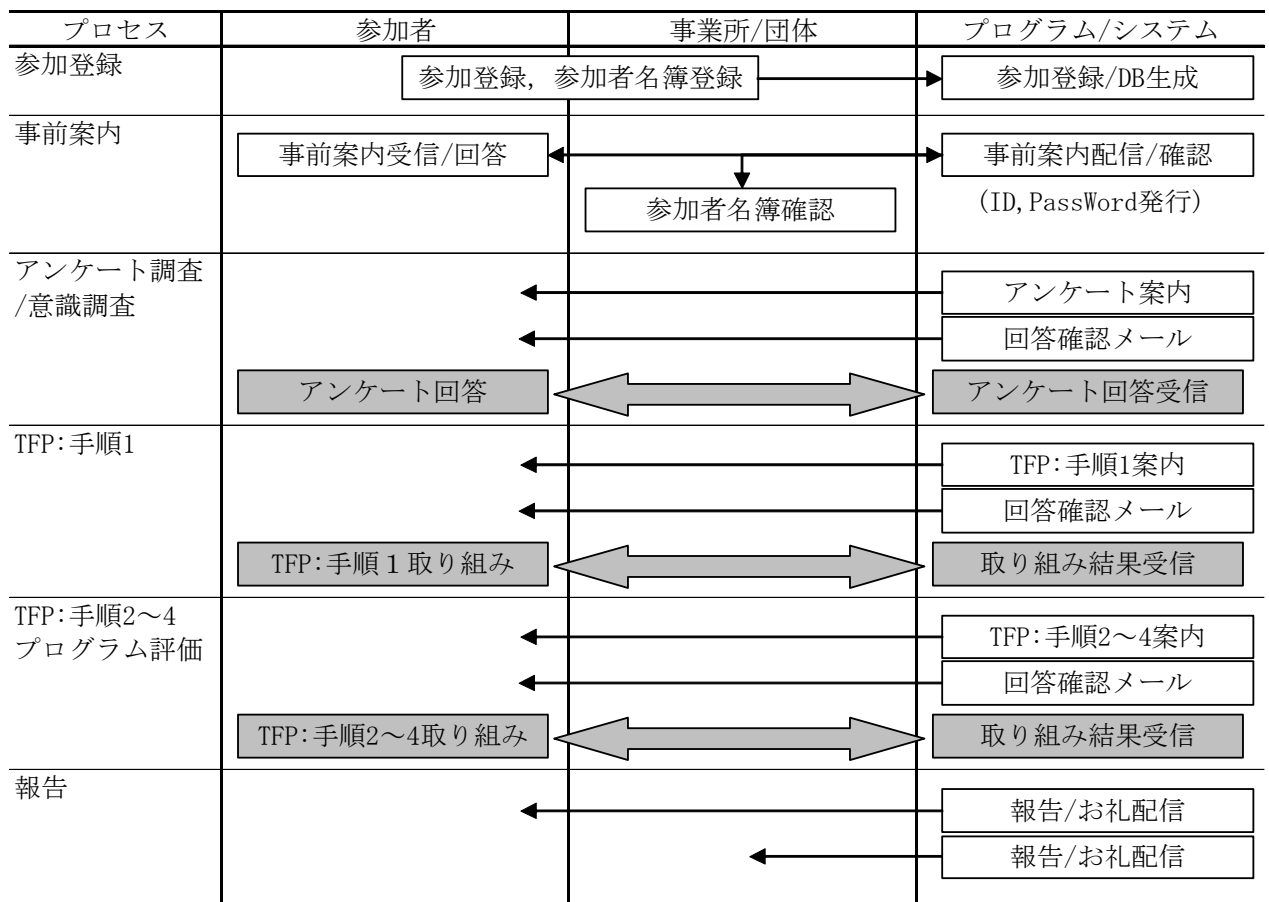 プロセス 参加者 事業所/団体 プログラム/システム
参加登録
参加登録，参加者名簿登録 参加登録/DB生成
事前案内
事前案内受信/回答 事前案内配信/確認
参加者名簿確認 (ID,PassWord発行)
アンケート調査
/意識調査
アンケート案内
回答確認メール
アンケート回答 アンケート回答受信
TFP:手順1
TFP:手順1案内
回答確認メール
TFP:手順１取り組み 取り組み結果受信
TFP:手順2～4
プログラム評価
TFP:手順2～4案内
回答確認メール
TFP:手順2～4取り組み 取り組み結果受信
報告
報告/お礼配信
報告/お礼配信